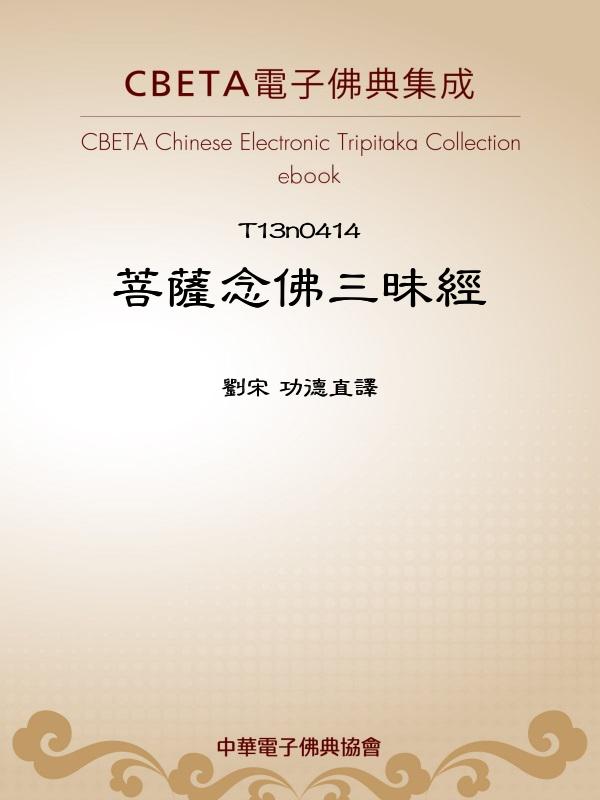 CBETA電子佛典集成
CBETA Chinese Electronic Tripitaka Collection
ebook
T13n0414
菩薩念佛三昧經
劉宋 功德直譯
中華電子佛典協會